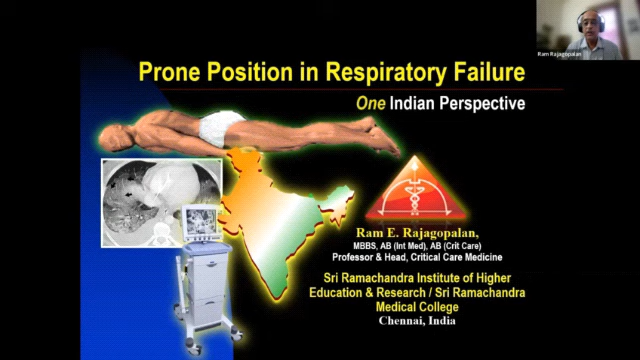 Prone Position in Respiratory Failure
One Indian Perspective
Ram Rajagopalan
Ram E. Rajagopalan,
MBBS, AB (Int Med), AB (Crit Care)
Professor & Head, Critical Care Medicine
Sri Ramachandra Institute of Higher
Education & Research / Sri Ramachandra
Medical College
Chennai, India